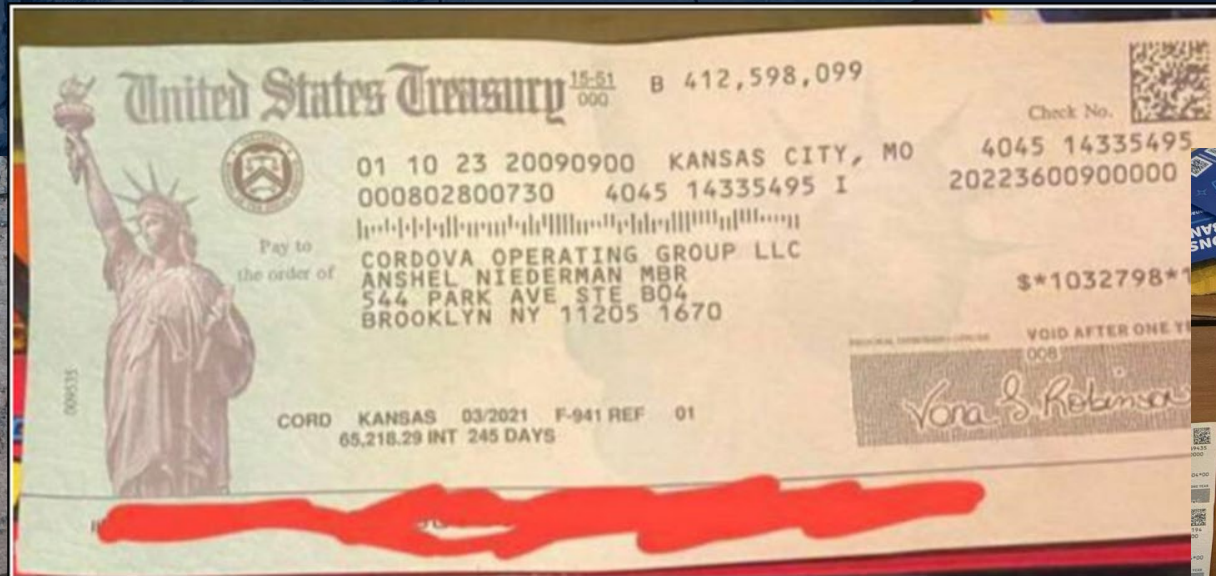 United States Treasury 15-51 000 B 412,598,099
Check No.
01 10 23 20090900 KANSAS CITY, MO 4045 14335495
000802800730 4045 14335495 I 20223600900000
Pay to
the order of
CORDOVA OPERATING GROUP LLC
ANSHEL NIEDERMAN MBR
544 PARK AVE STE BO4
BROOKLYN NY 11205 1670
$*1032798*1
VOID AFTER ONE YE
008
Vona S. Robinson
009535
CORD KANSAS 03/2021 F-941 REF 01
65,218.29 INT 245 DAYS